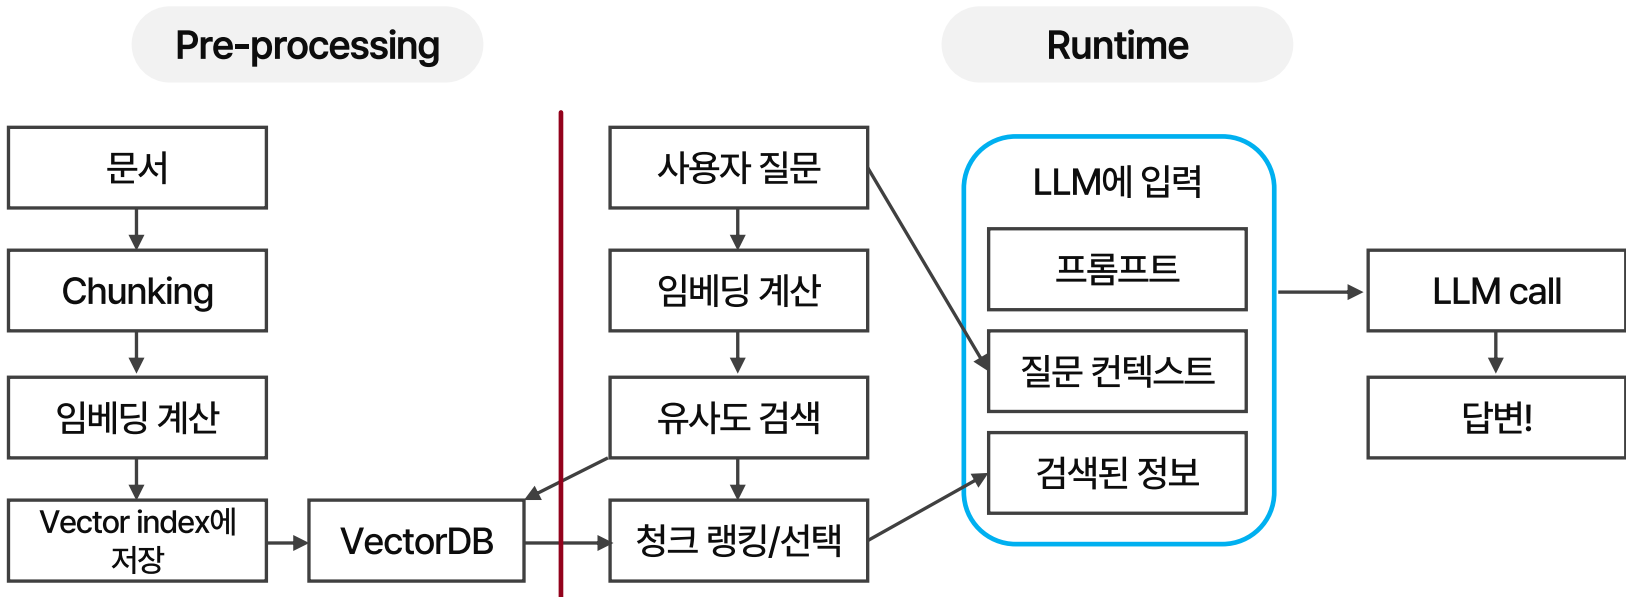 Pre-processing
Runtime
문서
Chunking
임베딩 계산
Vector index에
저장
VectorDB
사용자 질문
임베딩 계산
유사도 검색
청크 랭킹/선택
LLM에 입력
프롬프트
질문 컨텍스트
검색된 정보
LLM call
답변!